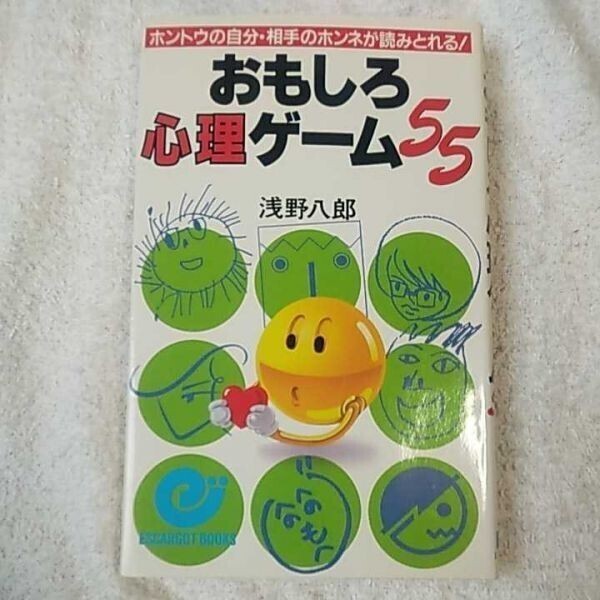 ホントウの自分・相手のホンネが読みとれる!
おもしろ
心理ゲーム55
浅野八郎
ESCARGOT BOOKS